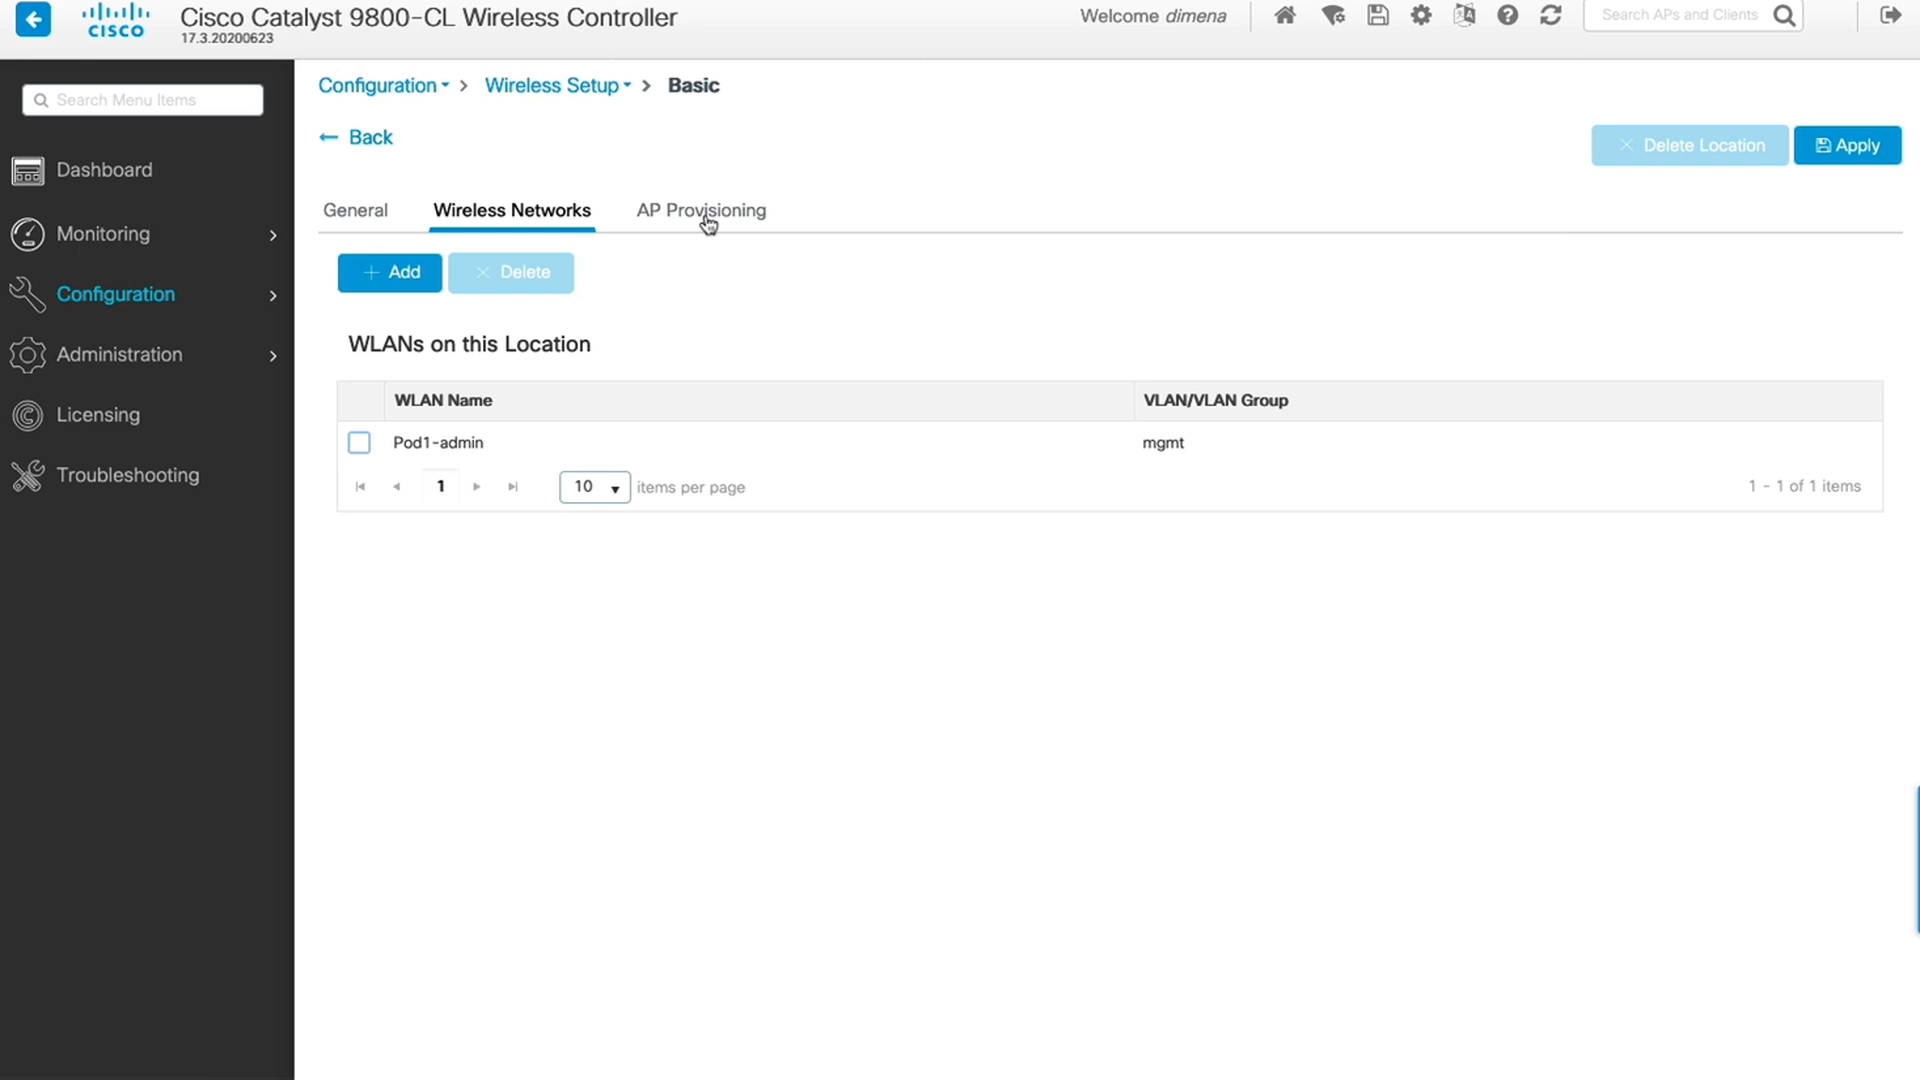 CISCO
Cisco Catalyst 9800-CL Wireless Controller
17.3.20200623
Welcome dimena
Search APs and Clients
Search Menu Items
Dashboard
Monitoring
Configuration
Administration
Licensing
Troubleshooting
Configuration > Wireless Setup > Basic
← Back
× Delete Location
Apply
General
Wireless Networks
AP Provisioning
+ Add
× Delete
WLANs on this Location
WLAN Name VLAN/VLAN Group
Pod1-admin mgmt
1 10 items per page 1 - 1 of 1 items